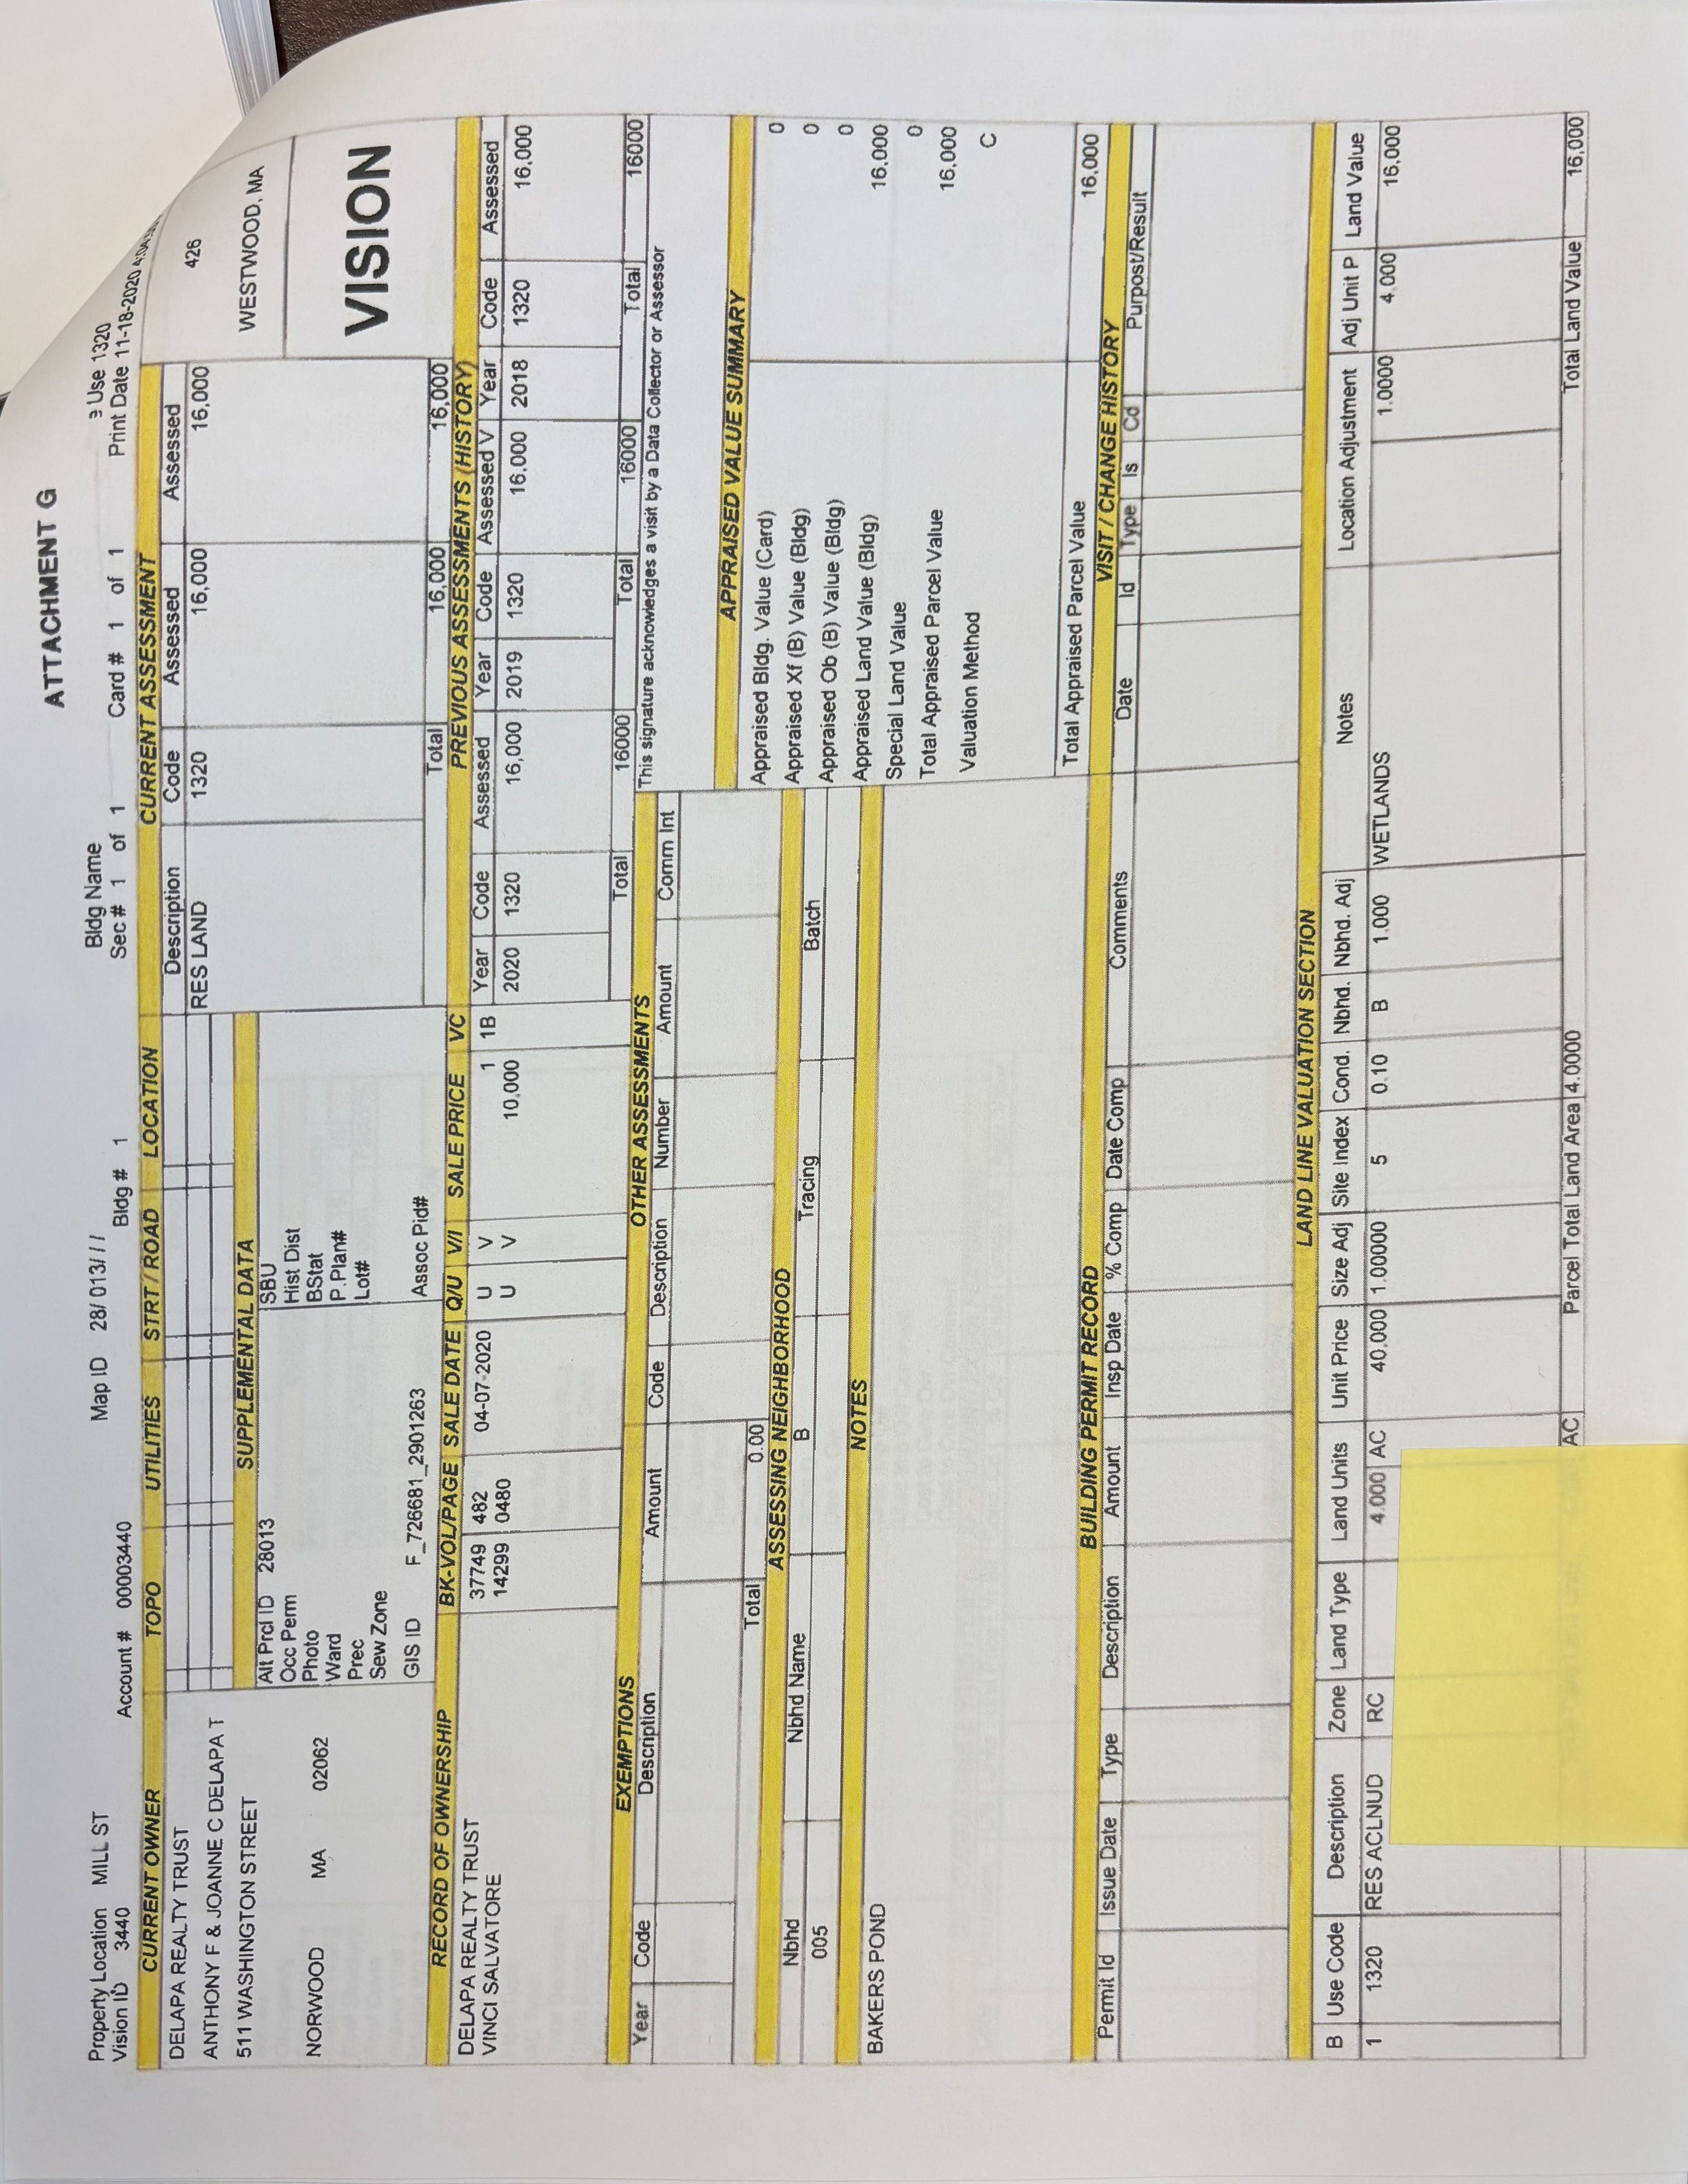 ATTACHMENT G
Property Location MILL ST Map ID 28/ 013/ / / Bldg Name e Use 1320
Vision ID 3440 Account # 00003440 Bldg # 1 Sec # 1 of 1 Card # 1 of 1 Print Date 11-18-2020
CURRENT OWNER TOPO UTILITIES STRT / ROAD LOCATION CURRENT ASSESSMENT
DELAPA REALTY TRUST Description Code Assessed Assessed 426
ANTHONY F & JOANNE C DELAPA T RES LAND 1320 16,000 16,000
511 WASHINGTON STREET SUPPLEMENTAL DATA WESTWOOD, MA
Alt Prcl ID 28013 SBU
Occ Perm Hist Dist
NORWOOD MA 02062 Photo BStat
Ward P.Plan#
Prec Lot#
Sew Zone
VISION
GIS ID F_726681_2901263 Assoc Pid#
Total 16,000 16,000
RECORD OF OWNERSHIP BK-VOL/PAGE SALE DATE Q/U V/I SALE PRICE VC PREVIOUS ASSESSMENTS (HISTORY)
DELAPA REALTY TRUST 37749 482 04-07-2020 U V 1 1B Year Code Assessed Year Code Assessed V Year Code Assessed
VINCI SALVATORE 14299 0480 U V 10,000 2020 1320 16,000 2019 1320 16,000 2018 1320 16,000
Total 16000 Total 16000 Total 16000
EXEMPTIONS OTHER ASSESSMENTS This signature acknowledges a visit by a Data Collector or Assessor
Year Code Description Amount Code Description Number Amount Comm Int
APPRAISED VALUE SUMMARY
Total 0.00
ASSESSING NEIGHBORHOOD Appraised Bldg. Value (Card) 0
Nbhd Nbhd Name B Tracing Batch Appraised Xf (B) Value (Bldg) 0
005 Appraised Ob (B) Value (Bldg) 0
NOTES Appraised Land Value (Bldg) 16,000
BAKERS POND Special Land Value 0
Total Appraised Parcel Value 16,000
Valuation Method C
Total Appraised Parcel Value 16,000
BUILDING PERMIT RECORD VISIT / CHANGE HISTORY
Permit Id Issue Date Type Description Amount Insp Date % Comp Date Comp Comments Date Id Type Is Cd Purpost/Result
LAND LINE VALUATION SECTION
B Use Code Description Zone Land Type Land Units Unit Price Size Adj Site Index Cond. Nbhd. Nbhd. Adj Notes Location Adjustment Adj Unit P Land Value
1 1320 RES ACLNUD RC 4.000 AC 40,000 1.00000 5 0.10 B 1.000 WETLANDS 1.0000 4,000 16,000
AC Parcel Total Land Area 4.0000 Total Land Value 16,000